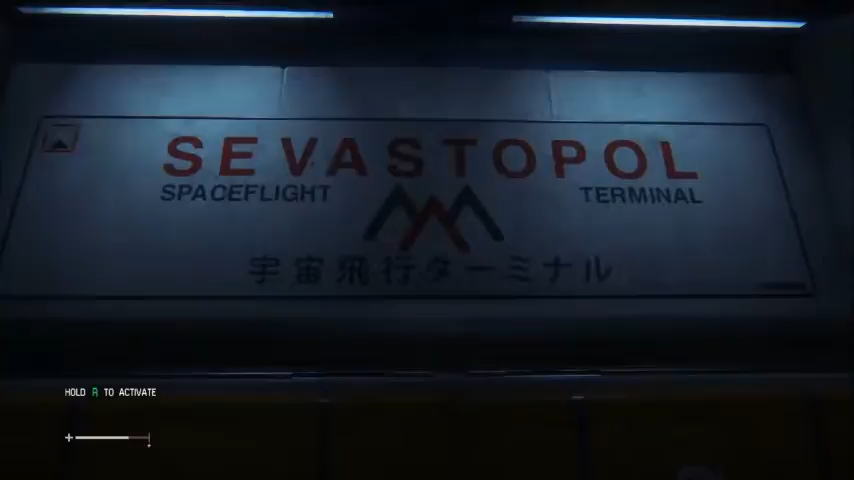 SEVASTOPOL
SPACEFLIGHT TERMINAL
宇宙飛行ターミナル
HOLD R TO ACTIVATE